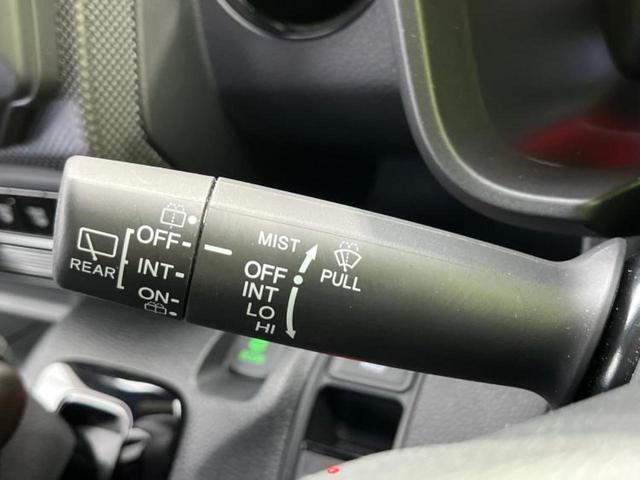 OFF
REAR
INT
ON
MIST
OFF
INT
LO
HI
PULL